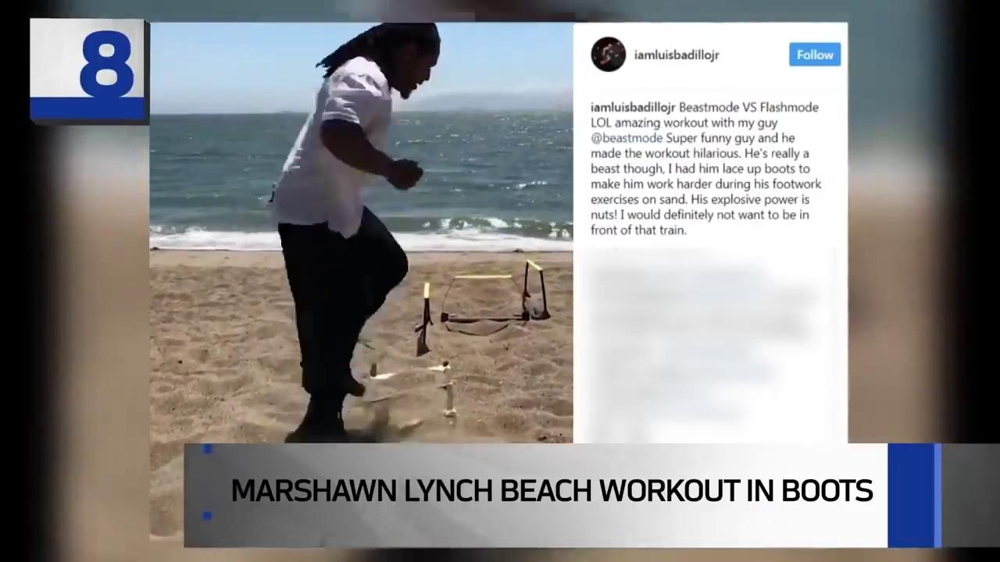 8
iamluisbadillojr
Follow
iamluisbadillojr Beastmode VS Flashmode
LOL amazing workout with my guy
@beastmode Super funny guy and he
made the workout hilarious. He's really a
beast though, I had him lace up boots to
make him work harder during his footwork
exercises on sand. His explosive power is
nuts! I would definitely not want to be in
front of that train.
MARSHAWN LYNCH BEACH WORKOUT IN BOOTS